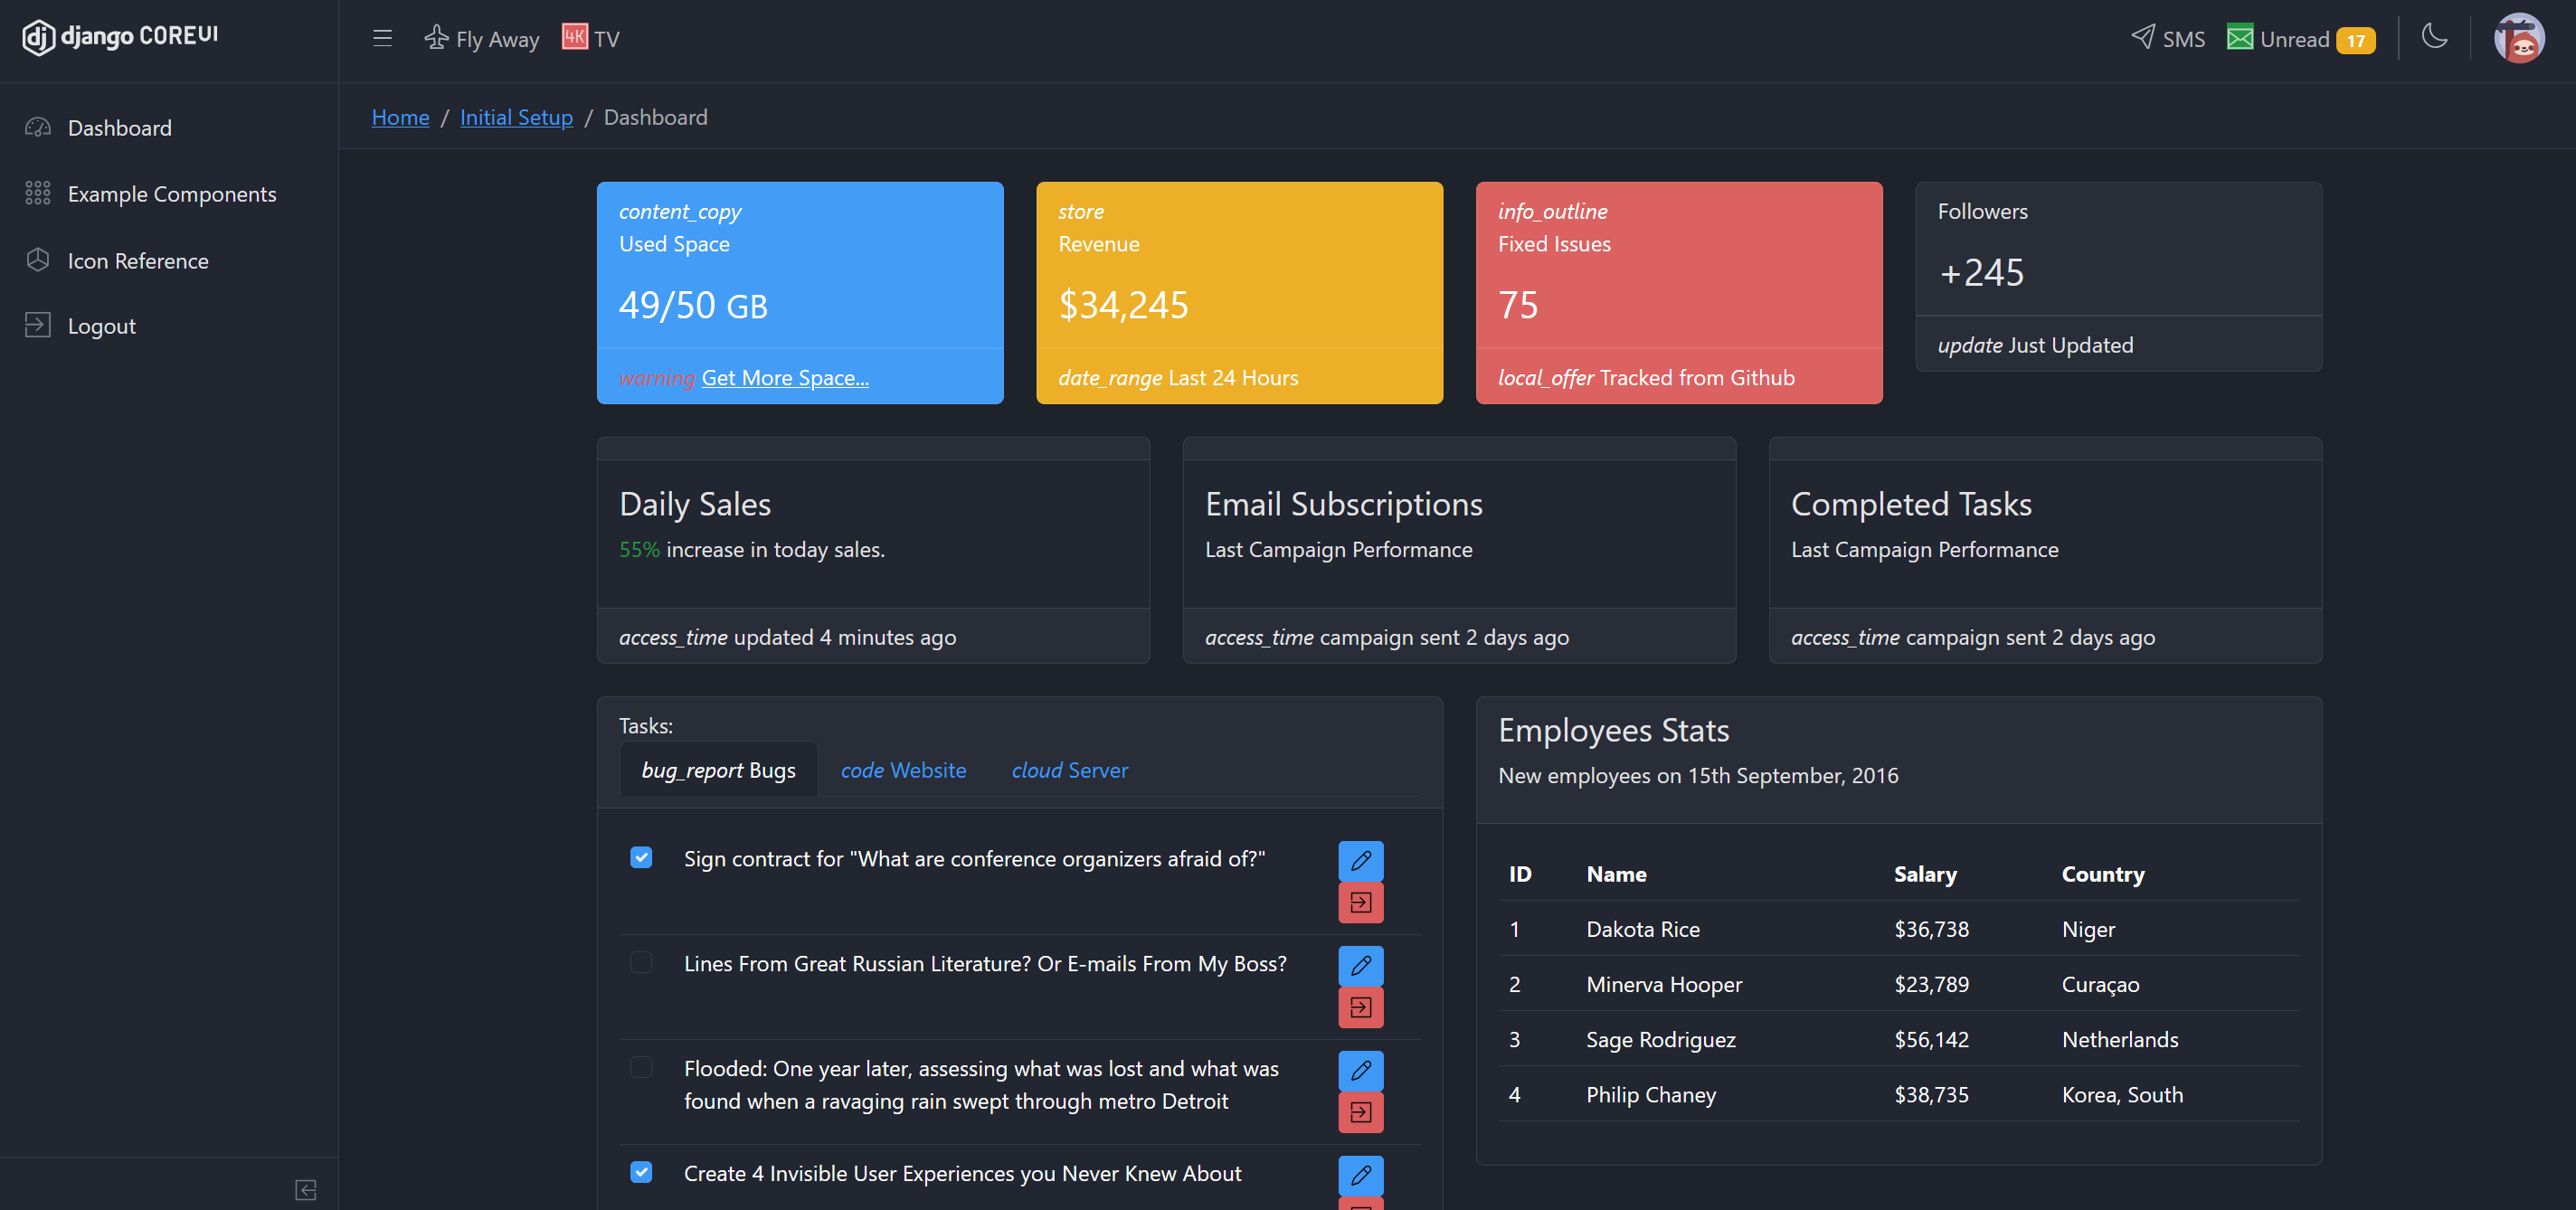 dj django COREUI
Fly Away
4K TV
SMS
Unread 17
Dashboard
Example Components
Icon Reference
Logout
Home / Initial Setup / Dashboard
content_copy
Used Space
49/50 GB
warning Get More Space...
store
Revenue
$34,245
date_range Last 24 Hours
info_outline
Fixed Issues
75
local_offer Tracked from Github
Followers
+245
update Just Updated
Daily Sales
55% increase in today sales.
access_time updated 4 minutes ago
Email Subscriptions
Last Campaign Performance
access_time campaign sent 2 days ago
Completed Tasks
Last Campaign Performance
access_time campaign sent 2 days ago
Tasks:
bug_report Bugs
code Website
cloud Server
Sign contract for "What are conference organizers afraid of?"
Lines From Great Russian Literature? Or E-mails From My Boss?
Flooded: One year later, assessing what was lost and what was
found when a ravaging rain swept through metro Detroit
Create 4 Invisible User Experiences you Never Knew About
Employees Stats
New employees on 15th September, 2016
ID Name Salary Country
1 Dakota Rice $36,738 Niger
2 Minerva Hooper $23,789 Curaçao
3 Sage Rodriguez $56,142 Netherlands
4 Philip Chaney $38,735 Korea, South